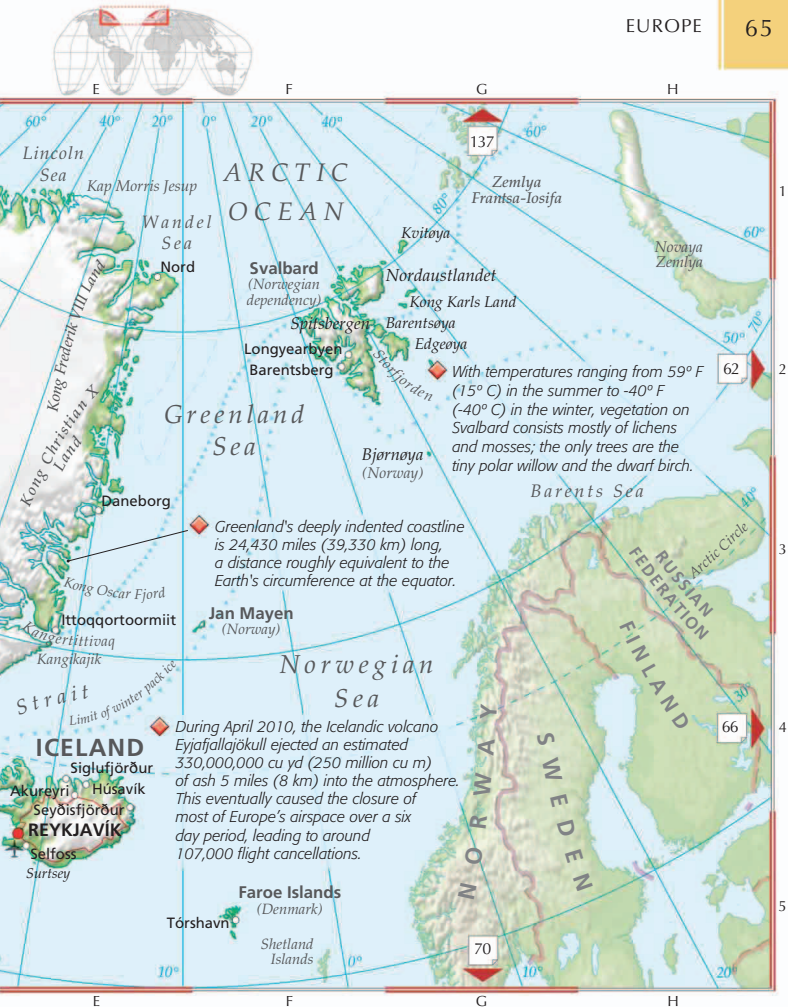 EUROPE 65
E F G H
60° 40° 20° 0° 20° 40° 60°
137
Lincoln
Sea
Kap Morris Jesup
ARCTIC
OCEAN
Zemlya
Frantsa-Iosifa
1
80°
Wandel
Sea
Kvitøya
60°
Novaya
Zemlya
Nord
Svalbard
(Norwegian
dependency)
Nordaustlandet
Kong Karls Land
Kong Frederik VIII Land
Spitsbergen
Barentsøya
Edgeøya
50° 70°
Longyearbyen
Barentsberg
Storfjorden
62
2
With temperatures ranging from 59º F
(15º C) in the summer to -40º F
(-40º C) in the winter, vegetation on
Svalbard consists mostly of lichens
and mosses; the only trees are the
tiny polar willow and the dwarf birch.
Kong Christian X
Land
Greenland
Sea
Bjørnøya
(Norway)
Barents Sea
40°
Daneborg
Greenland's deeply indented coastline
is 24,430 miles (39,330 km) long,
a distance roughly equivalent to the
Earth's circumference at the equator.
Arctic Circle
3
RUSSIAN
FEDERATION
Kong Oscar Fjord
Ittoqqortoormiit
Jan Mayen
(Norway)
FINLAND
Kangertittivaq
Kangikajik
Norwegian
Sea
Strait
Limit of winter pack ice
30°
66
4
During April 2010, the Icelandic volcano
Eyjafjallajökull ejected an estimated
330,000,000 cu yd (250 million cu m)
of ash 5 miles (8 km) into the atmosphere.
This eventually caused the closure of
most of Europe's airspace over a six
day period, leading to around
107,000 flight cancellations.
NORWAY
SWEDEN
ICELAND
Siglufjörður
Akureyri
Húsavík
Seyðisfjörður
REYKJAVÍK
Selfoss
Surtsey
Faroe Islands
(Denmark)
5
Tórshavn
Shetland
Islands
70
10° 0° 10° 20°
E F G H